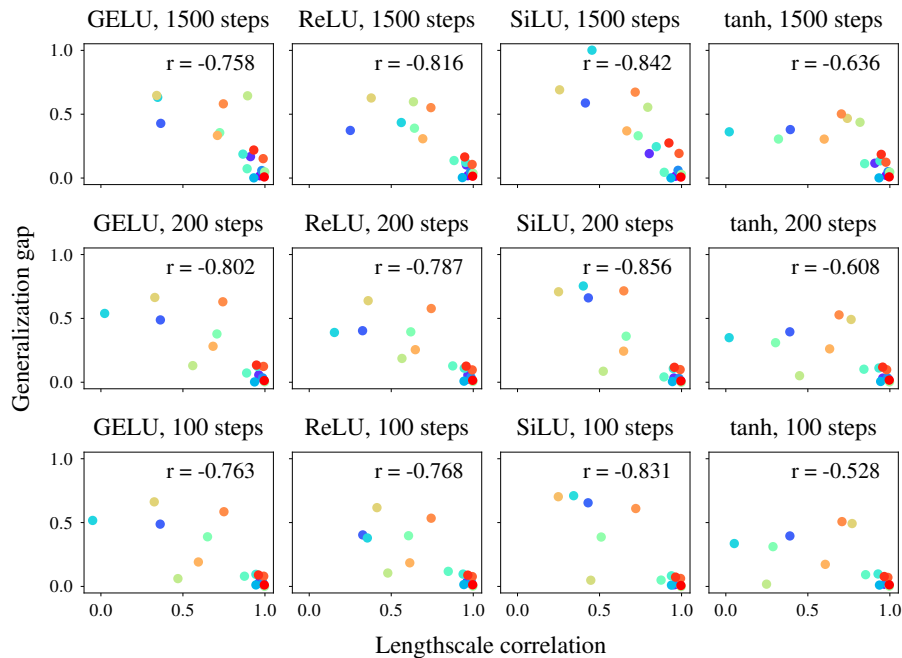 GELU, 1500 steps
ReLU, 1500 steps
SiLU, 1500 steps
tanh, 1500 steps
1.0
0.5
0.0
r = -0.758
r = -0.816
r = -0.842
r = -0.636
GELU, 200 steps
ReLU, 200 steps
SiLU, 200 steps
tanh, 200 steps
Generalization gap
1.0
0.5
0.0
r = -0.802
r = -0.787
r = -0.856
r = -0.608
GELU, 100 steps
ReLU, 100 steps
SiLU, 100 steps
tanh, 100 steps
1.0
0.5
0.0
r = -0.763
r = -0.768
r = -0.831
r = -0.528
0.0 0.5 1.0
0.0 0.5 1.0
0.0 0.5 1.0
0.0 0.5 1.0
Lengthscale correlation